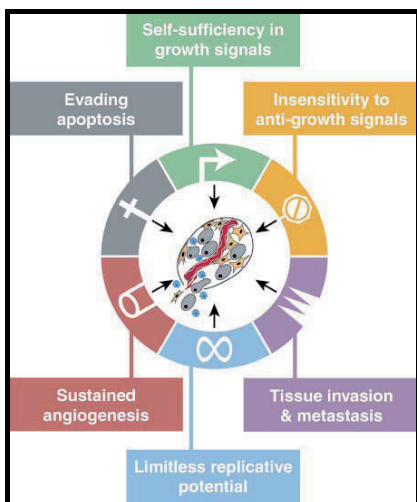 Self-sufficiency in
growth signals
Evading
apoptosis
Insensitivity to
anti-growth signals
Sustained
angiogenesis
Tissue invasion
& metastasis
Limitless replicative
potential